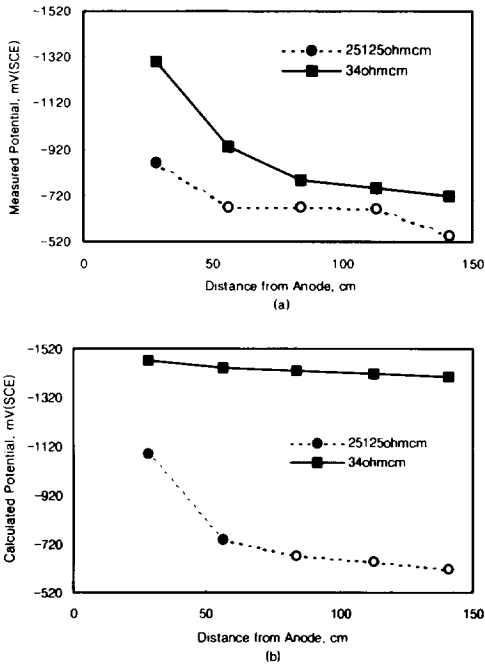 -1520
-1320
-1120
-920
-720
-520
Measured Potential, mV(SCE)
25125ohmcm
34ohmcm
0
50
100
150
Distance from Anode, cm
(a)
-1520
-1320
-1120
-920
-720
-520
Calculated Potential, mV(SCE)
25125ohmcm
34ohmcm
0
50
100
150
Distance from Anode, cm
(b)